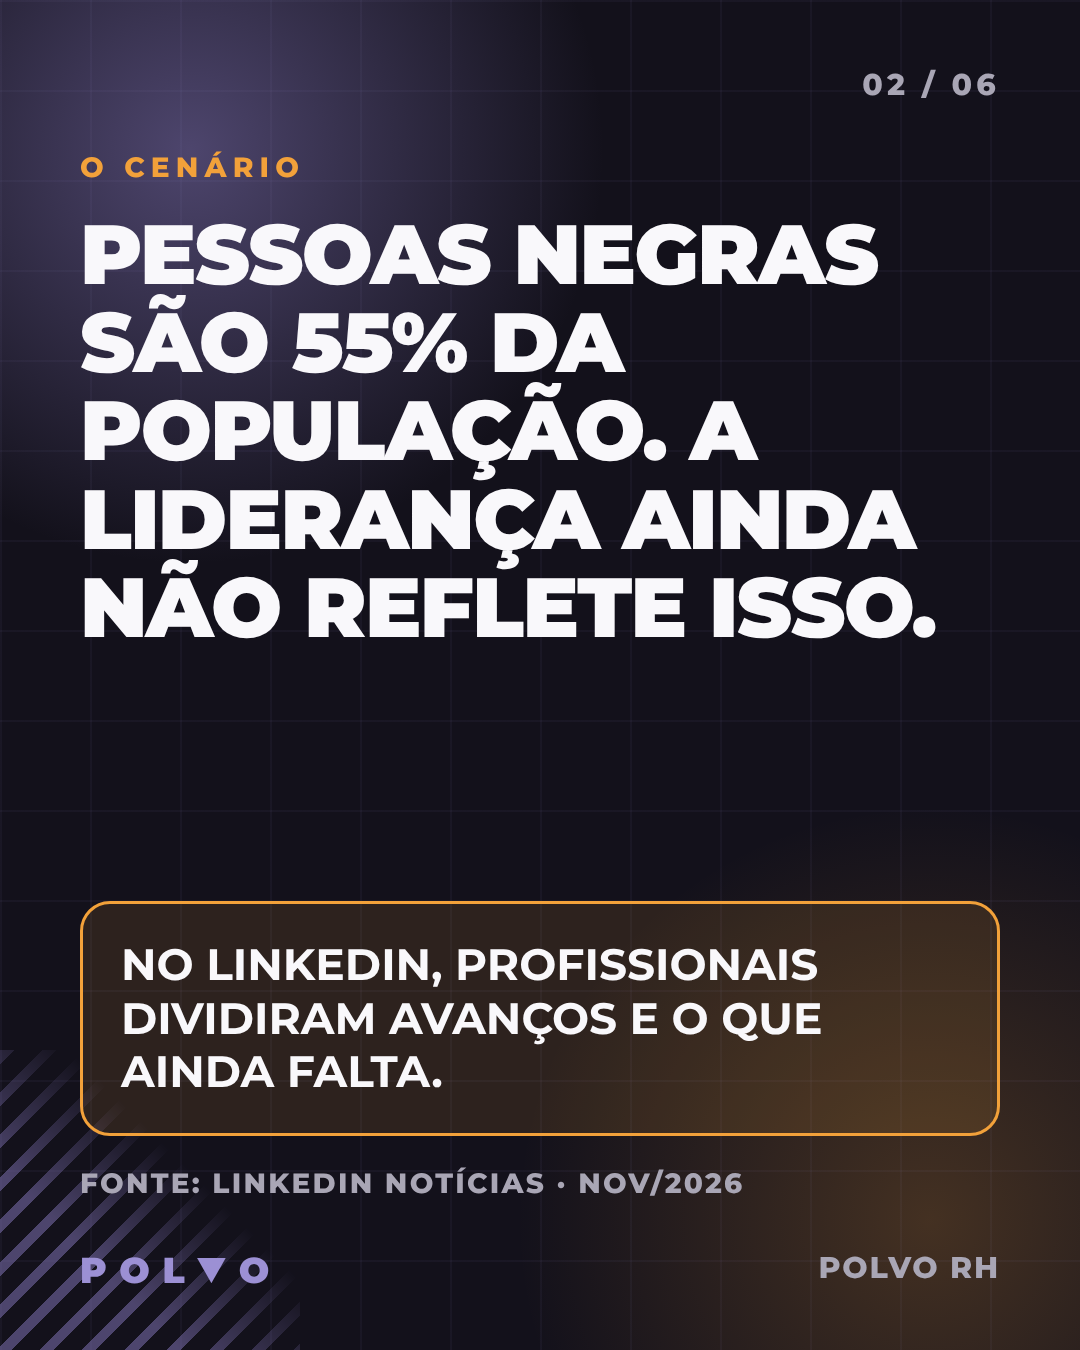 02 / 06
O CENÁRIO
PESSOAS NEGRAS
SÃO 55% DA
POPULAÇÃO. A
LIDERANÇA AINDA
NÃO REFLETE ISSO.
NO LINKEDIN, PROFISSIONAIS
DIVIDIRAM AVANÇOS E O QUE
AINDA FALTA.
FONTE: LINKEDIN NOTÍCIAS • NOV/2026
POL▼O
POLVO RH